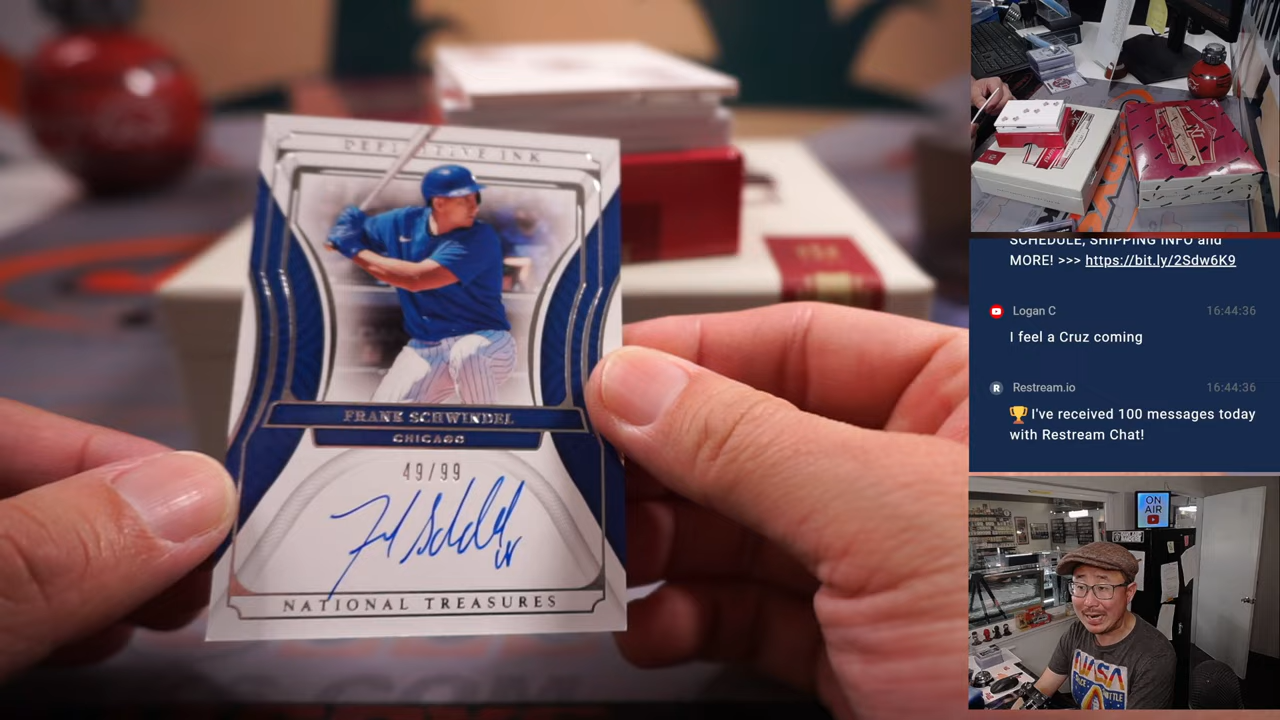 DEFINITIVE INK
FRANK SCHWINDEL
CHICAGO
49/99
NATIONAL TREASURES
SCHEDULE, SHIPPING INFO and
MORE! >>> https://bit.ly/2Sdw6K9
Logan C
16:44:36
I feel a Cruz coming
R
Restream.io
16:44:36
🏆 I've received 100 messages today
with Restream Chat!
ON
AIR
NASA